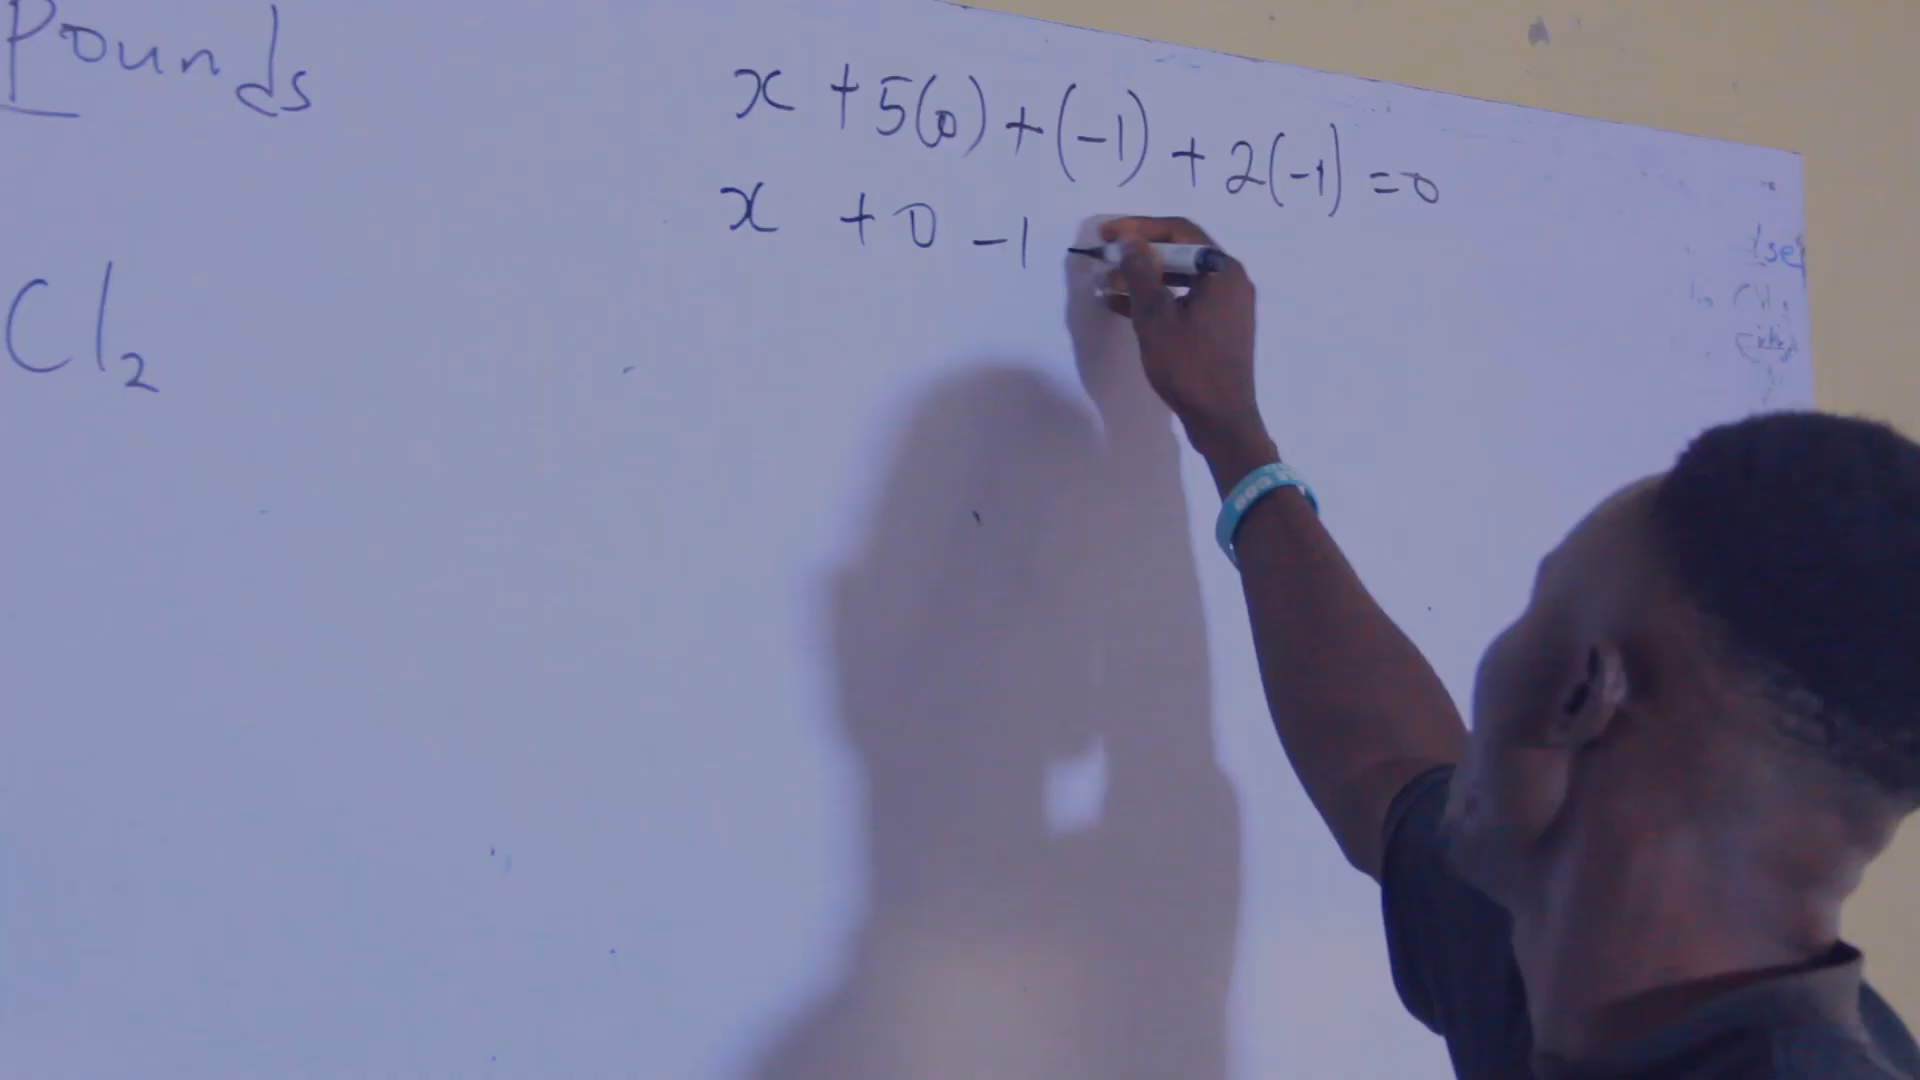 Pounds
x + 5(0) + (-1) + 2(-1) = 0
x + 0 - 1
Cl₂